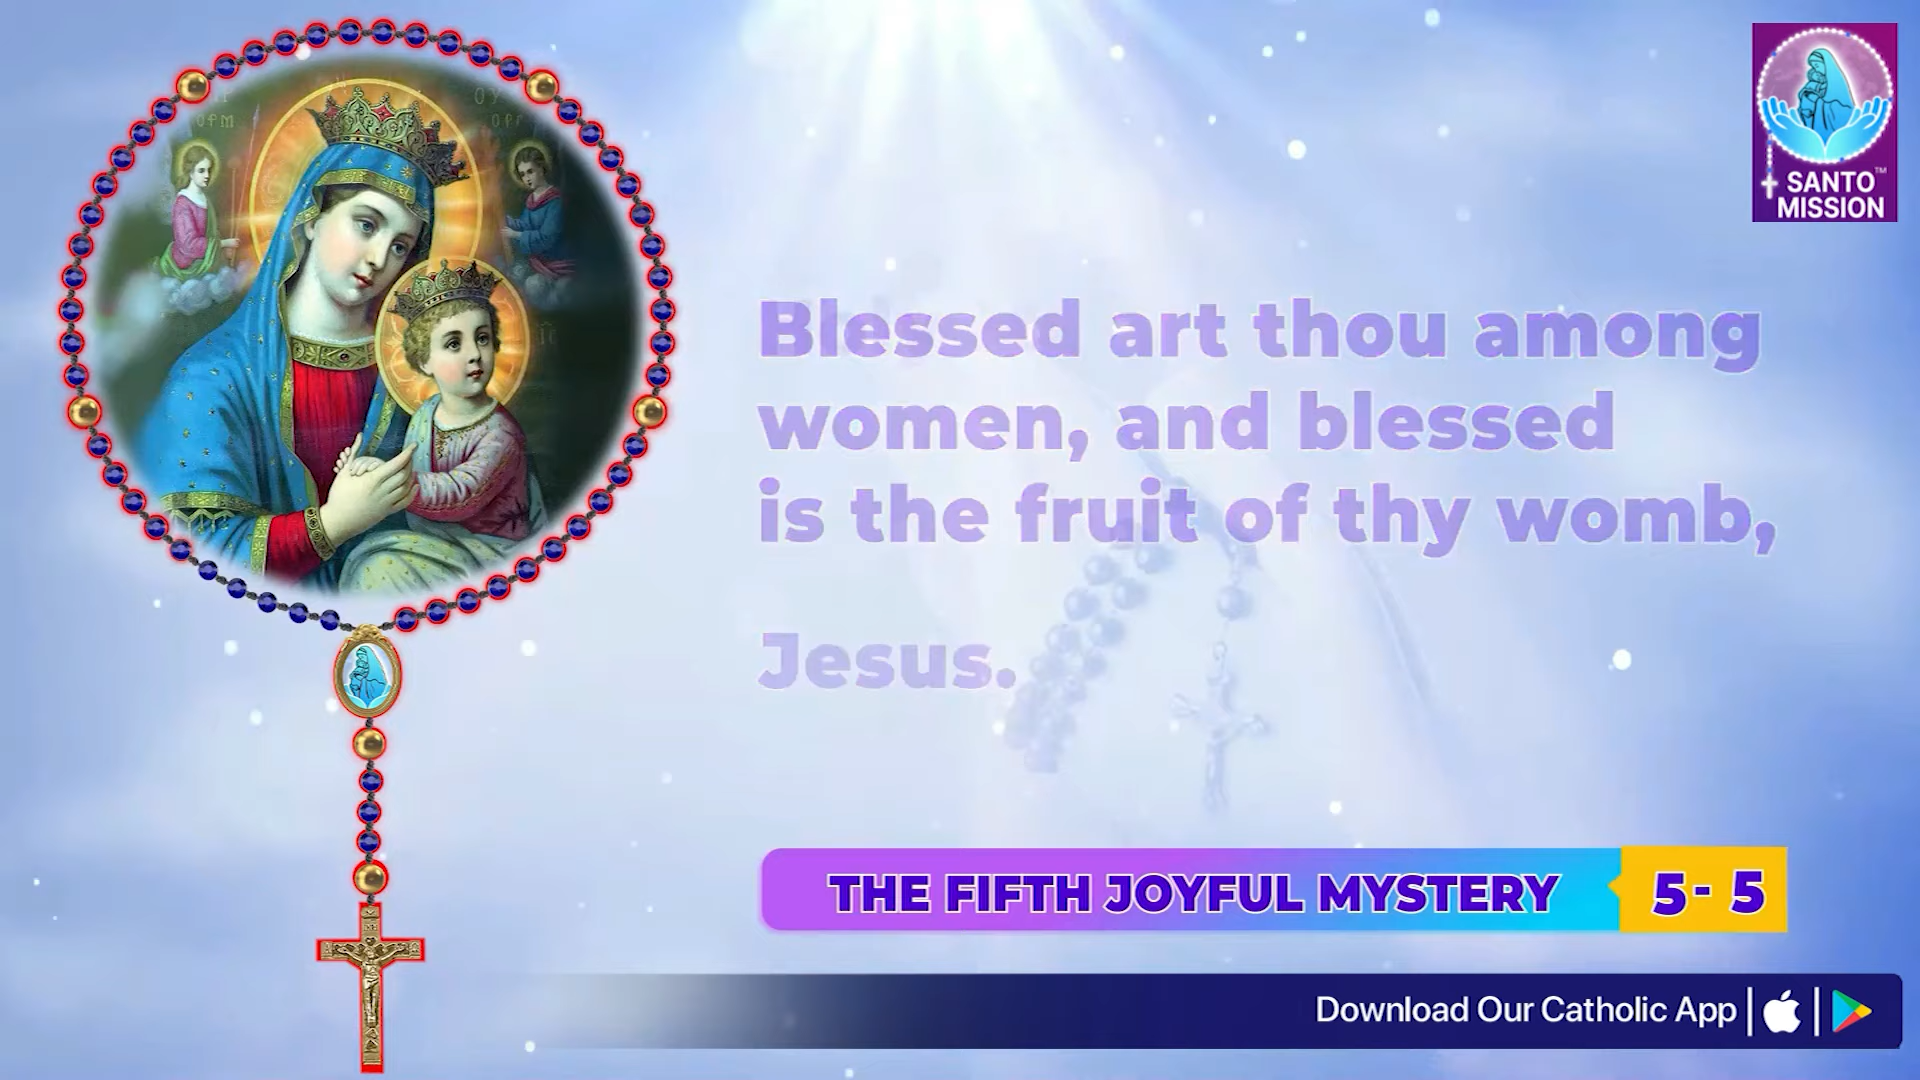 SANTO™
MISSION
Blessed art thou among
women, and blessed
is the fruit of thy womb,
Jesus.
THE FIFTH JOYFUL MYSTERY 5- 5
Download Our Catholic App